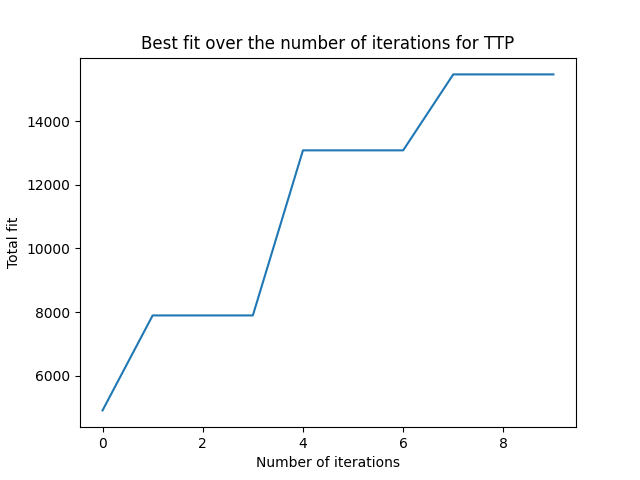 Best fit over the number of iterations for TTP
Total fit
14000
12000
10000
8000
6000
0 2 4 6 8
Number of iterations